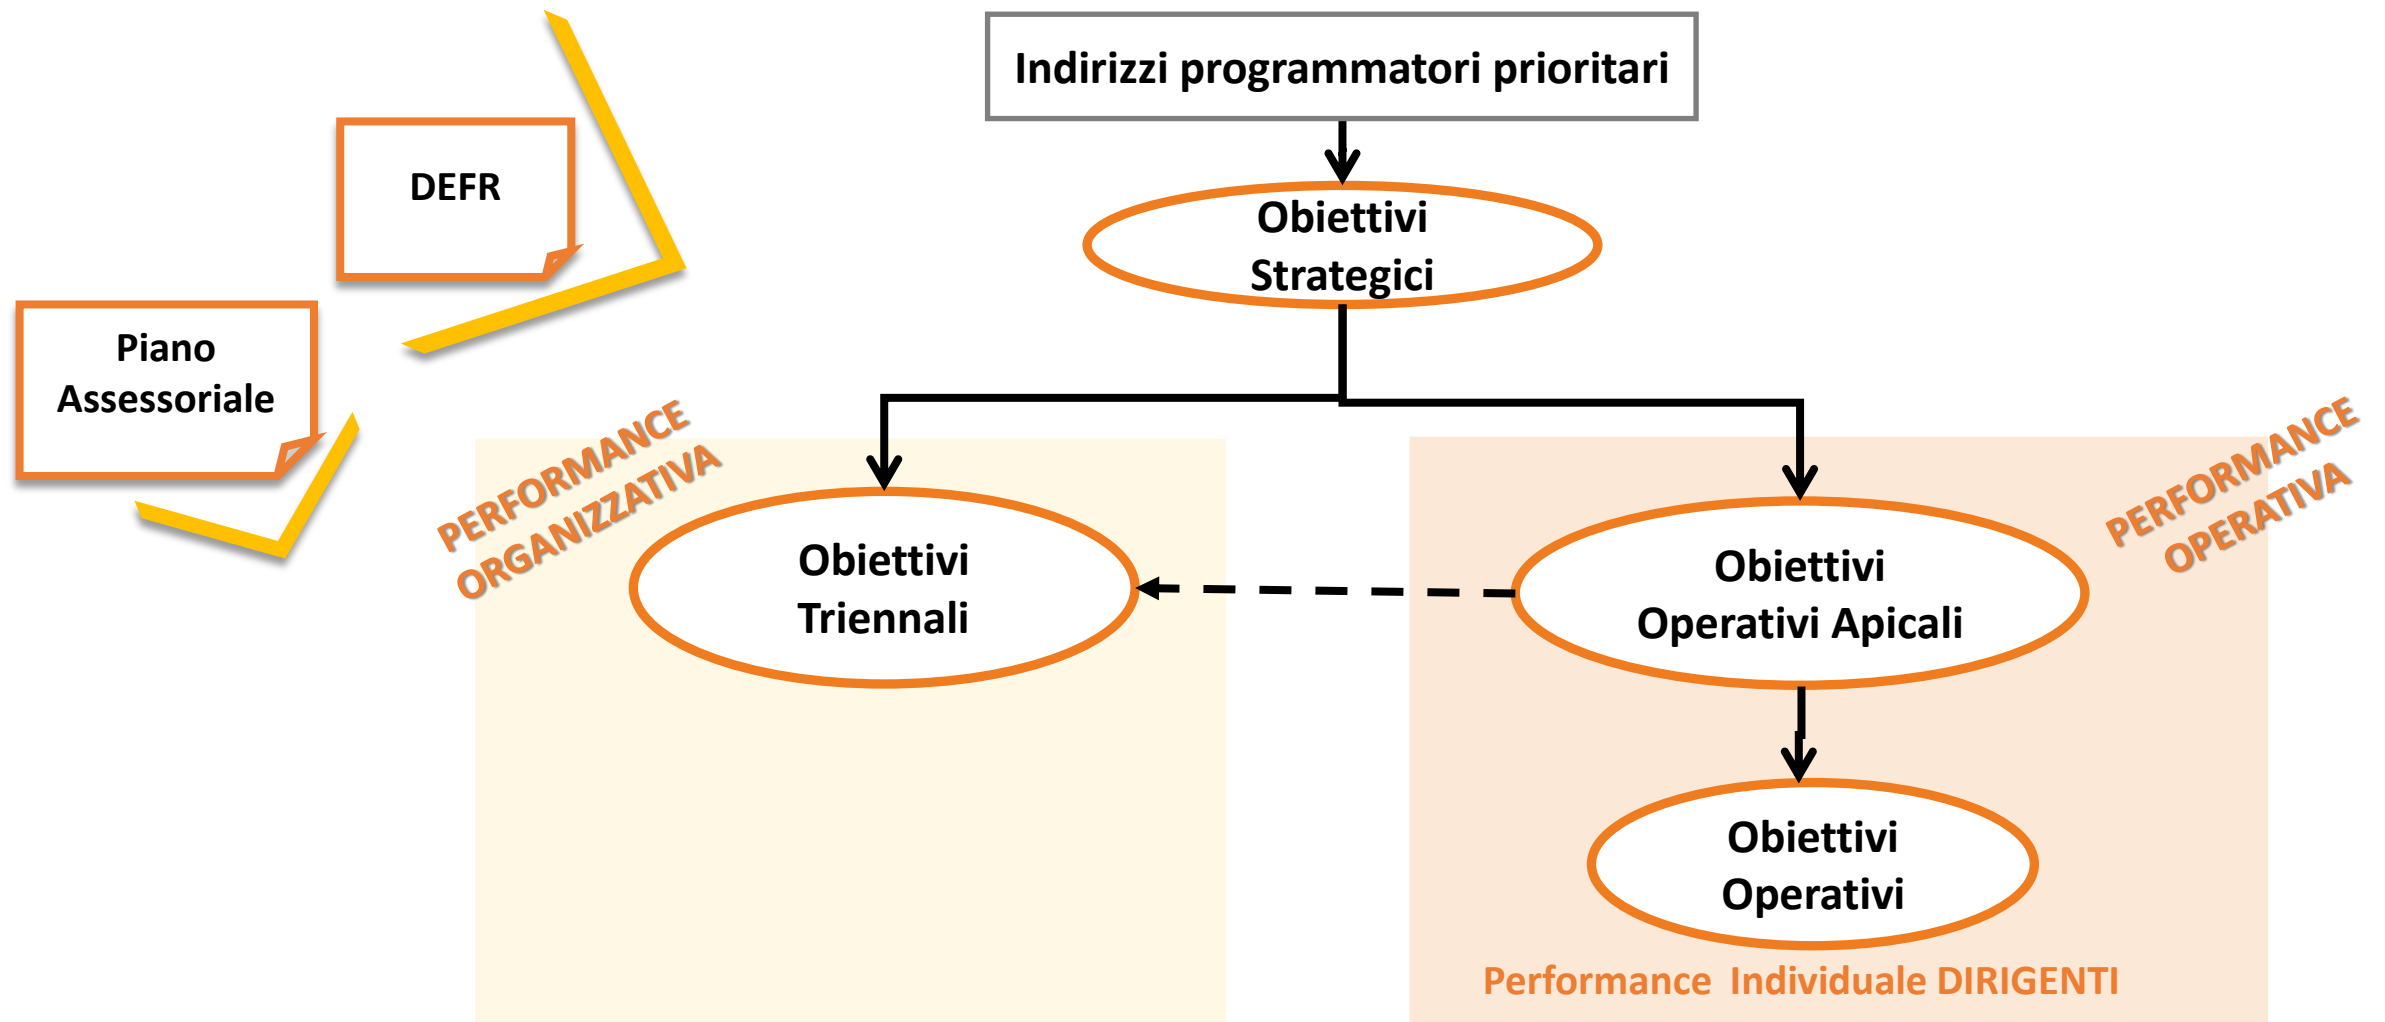 Indirizzi programmatori prioritari
DEFR
Obiettivi
Strategici
Piano
Assessoriale
PERFORMANCE
ORGANIZZATIVA
PERFORMANCE
OPERATIVA
Obiettivi
Triennali
Obiettivi
Operativi Apicali
Obiettivi
Operativi
Performance Individuale DIRIGENTI